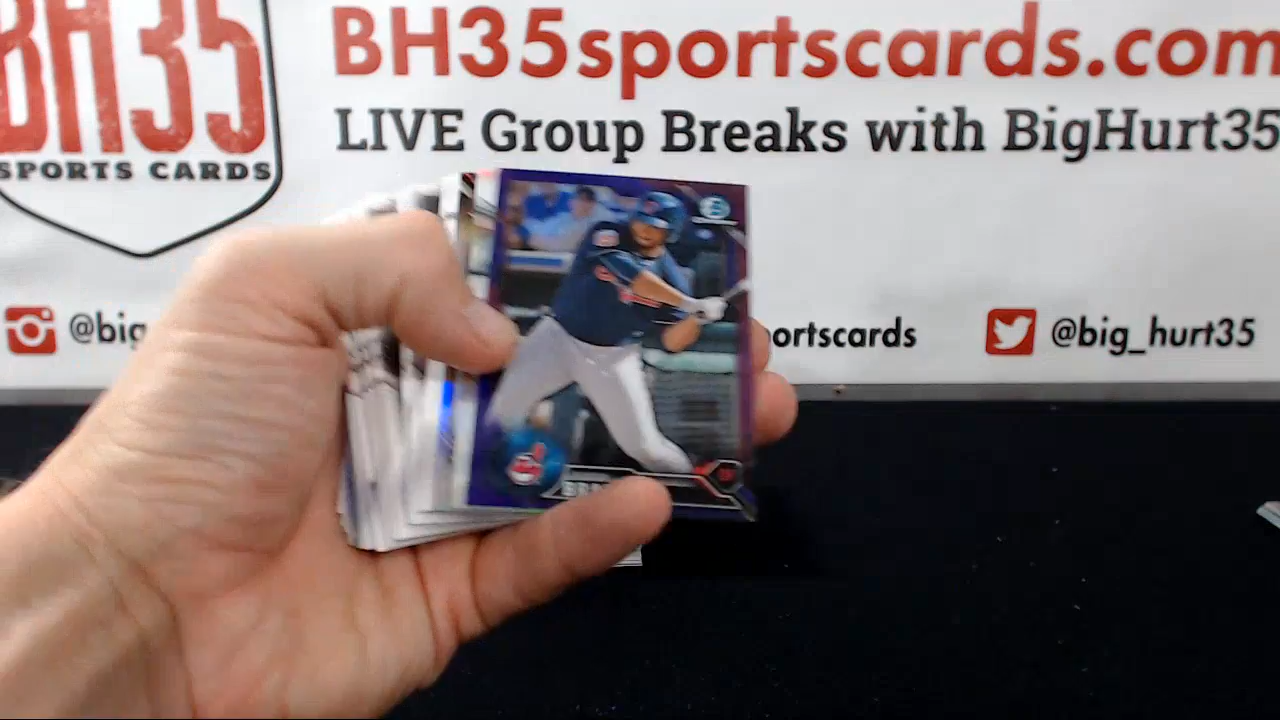 BH35
SPORTS CARDS
BH35sportscards.com
LIVE Group Breaks with BigHurt35
@big
ortscards
@big_hurt35